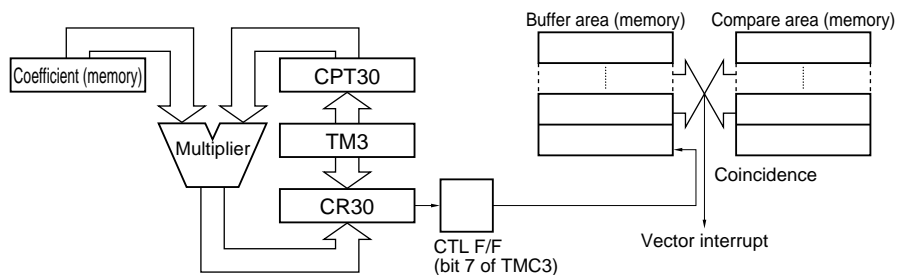 Buffer area (memory)
Compare area (memory)
Coefficient (memory)
CPT30
Multiplier
TM3
CR30
Coincidence
CTL F/F
(bit 7 of TMC3)
Vector interrupt